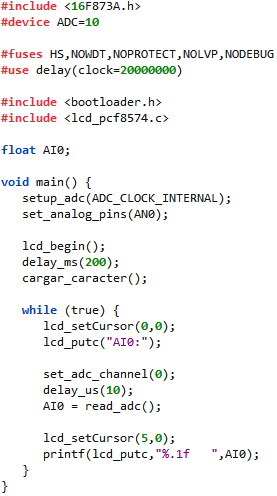 #include <16F873A.h>
#device ADC=10
#fuses HS,NOWDT,NOPROTECT,NOLVP,NODEBUG
#use delay(clock=20000000)
#include <bootloader.h>
#include <lcd_pcf8574.c>
float AI0;
void main() {
setup_adc(ADC_CLOCK_INTERNAL);
set_analog_pins(AN0);
lcd_begin();
delay_ms(200);
cargar_caracter();
while (true) {
lcd_setCursor(0,0);
lcd_putc("AI0:");
set_adc_channel(0);
delay_us(10);
AI0 = read_adc();
lcd_setCursor(5,0);
printf(lcd_putc,"%.1f   ",AI0);
}
}